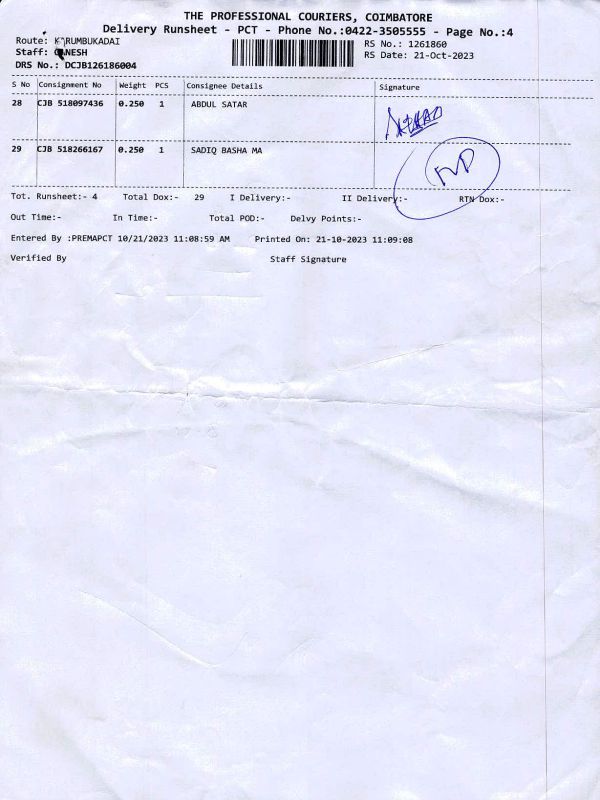 THE PROFESSIONAL COURIERS, COIMBATORE
Delivery Runsheet - PCT - Phone No.:0422-3505555 - Page No.:4
Route: KARUMBUKADAI
RS No.: 1261860
Staff: GANESH
RS Date: 21-Oct-2023
DRS No.: DCJB126186004
S No Consignment No Weight PCS Consignee Details Signature
28 CJB 518097436 0.250 1 ABDUL SATAR
29 CJB 518266167 0.250 1 SADIQ BASHA MA
Tot. Runsheet:- 4 Total Dox:- 29 I Delivery:- II Delivery:- RTN Dox:-
Out Time:- In Time:- Total POD:- Delvy Points:-
Entered By :PREMAPCT 10/21/2023 11:08:59 AM Printed On: 21-10-2023 11:09:08
Verified By Staff Signature